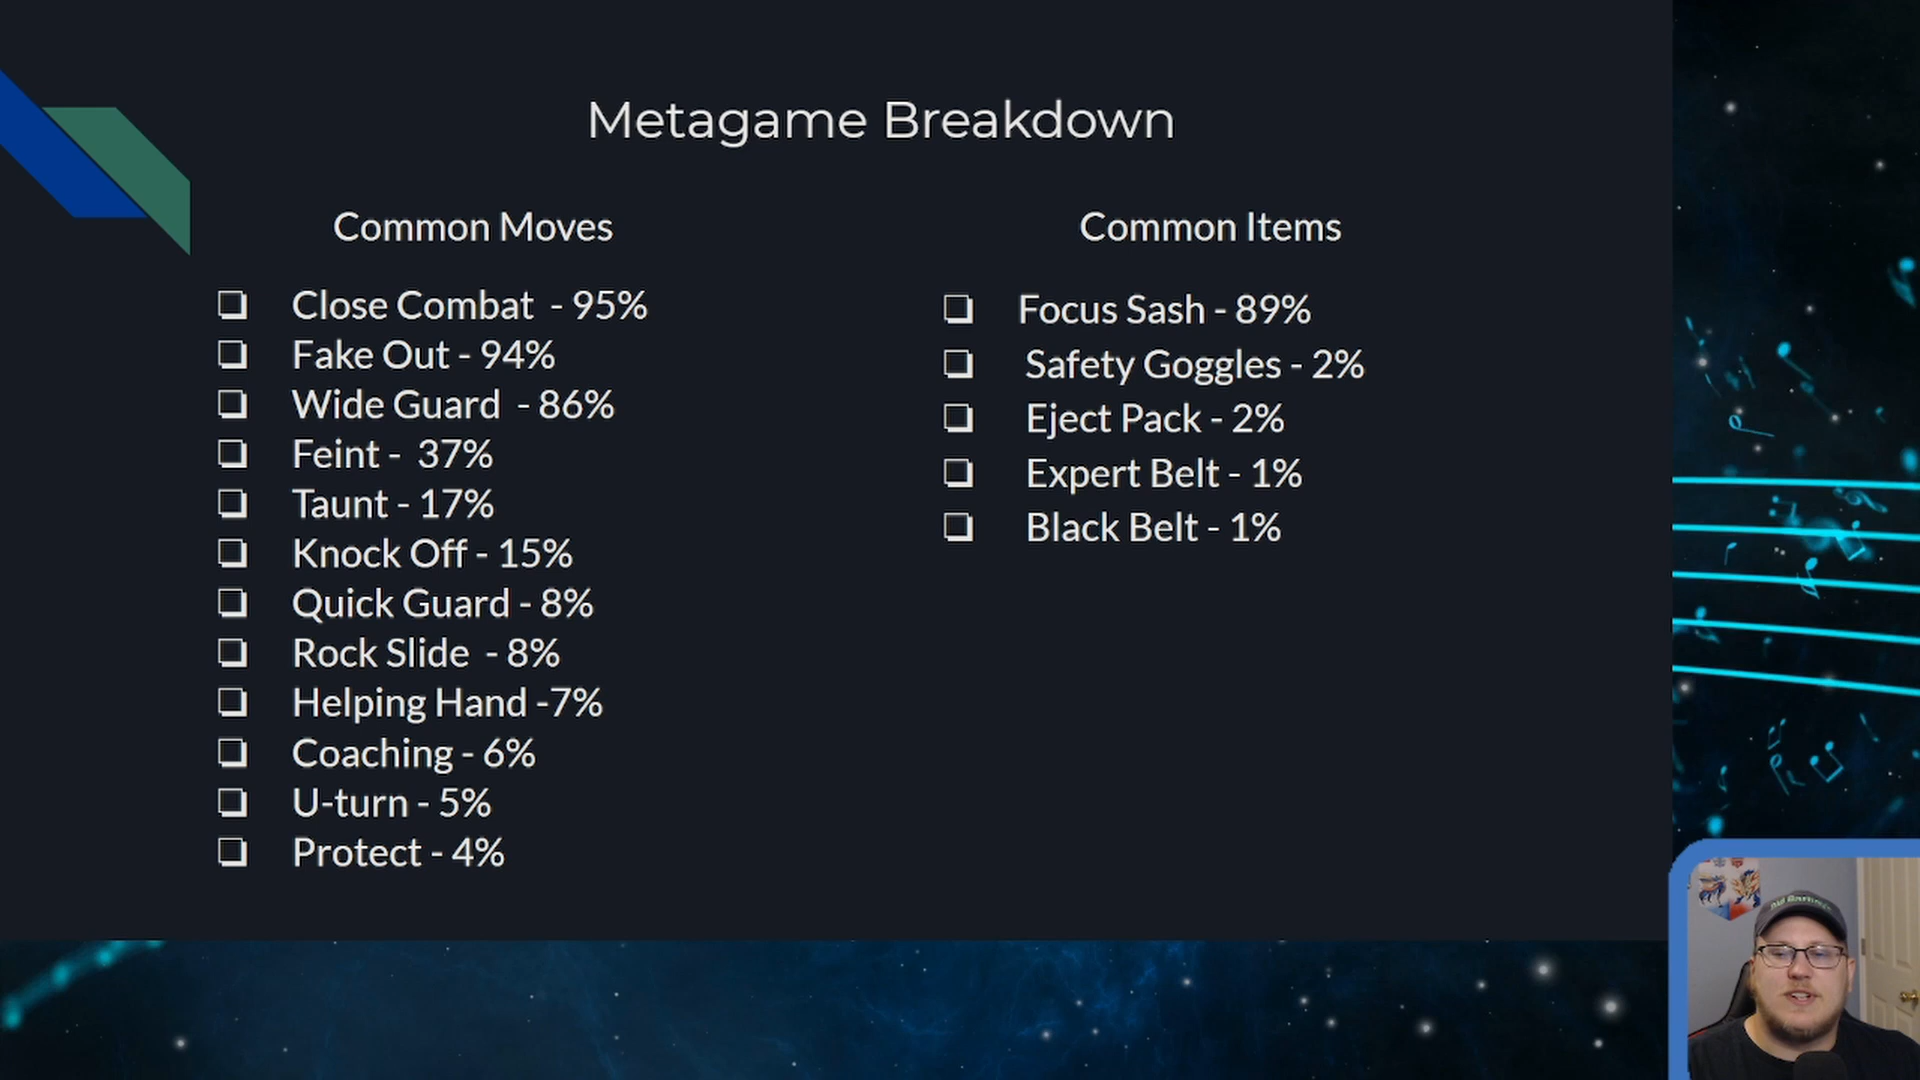 Metagame Breakdown
Common Moves
Close Combat - 95%
Fake Out - 94%
Wide Guard - 86%
Feint - 37%
Taunt - 17%
Knock Off - 15%
Quick Guard - 8%
Rock Slide - 8%
Helping Hand -7%
Coaching - 6%
U-turn - 5%
Protect - 4%
Common Items
Focus Sash - 89%
Safety Goggles - 2%
Eject Pack - 2%
Expert Belt - 1%
Black Belt - 1%